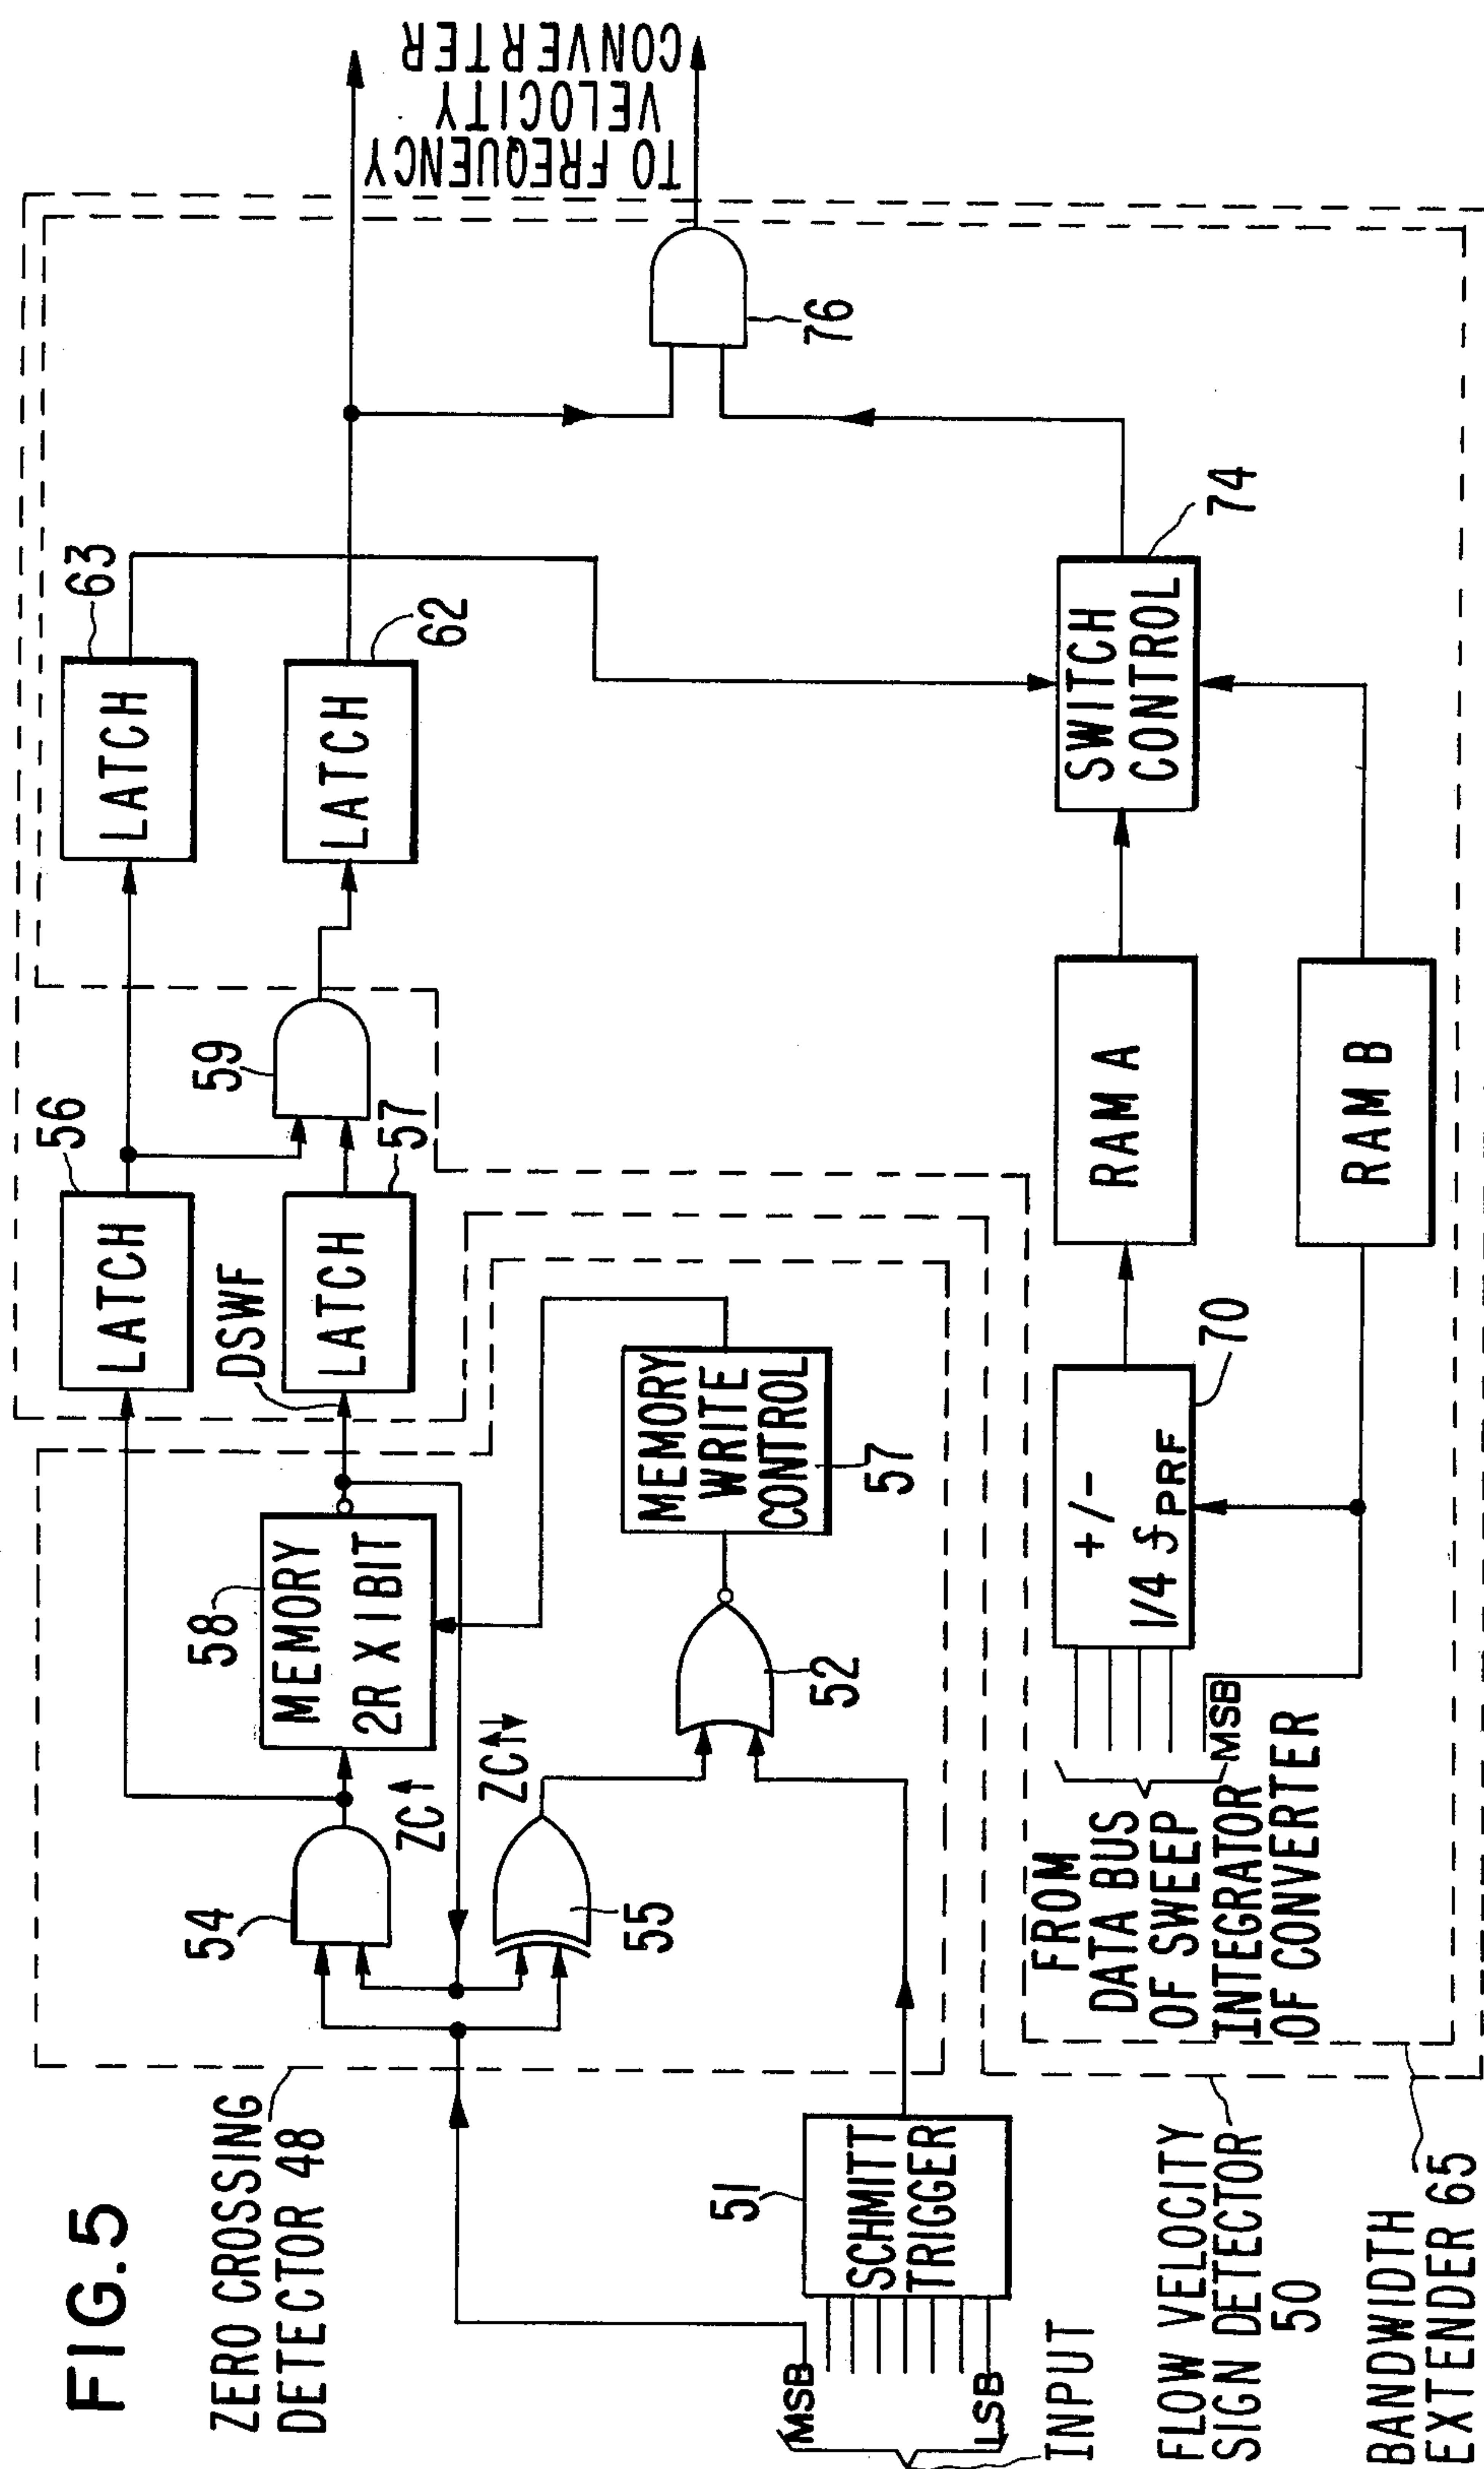 FIG.5
ZERO CROSSING
DETECTOR 48
54
ZC↑
55
ZC↑↓
58
MEMORY
2R X 1BIT
DSWF
56
LATCH
LATCH
57
59
63
LATCH
LATCH
62
TO FREQUENCY
VELOCITY
CONVERTER
76
52
MEMORY
WRITE
CONTROL
57
51
SCHMITT
TRIGGER
MSB
LSB
INPUT
FLOW VELOCITY
SIGN DETECTOR
50
BANDWIDTH
EXTENDER 65
FROM
DATA BUS
OF SWEEP
INTEGRATOR
OF CONVERTER
MSB
+/-
1/4 f PRF
70
RAM A
RAM B
SWITCH
CONTROL
74